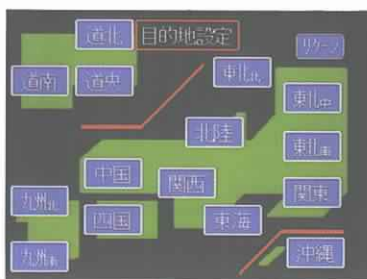 道北
目的地設定
リターン
道南
道央
東北北
東北中
北陸
東北南
中国
関西
関東
九州北
四国
東海
九州南
沖縄